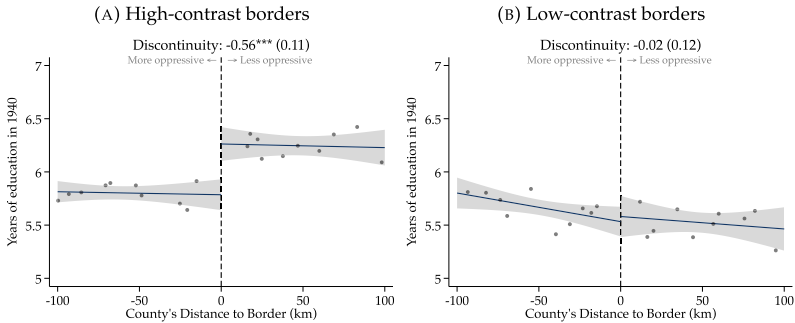 (A) High-contrast borders
Discontinuity: -0.56*** (0.11)
More oppressive ← → Less oppressive
Years of education in 1940
7
6.5
6
5.5
5
-100
-50
0
50
100
County's Distance to Border (km)
(B) Low-contrast borders
Discontinuity: -0.02 (0.12)
More oppressive ← → Less oppressive
Years of education in 1940
7
6.5
6
5.5
5
-100
-50
0
50
100
County's Distance to Border (km)